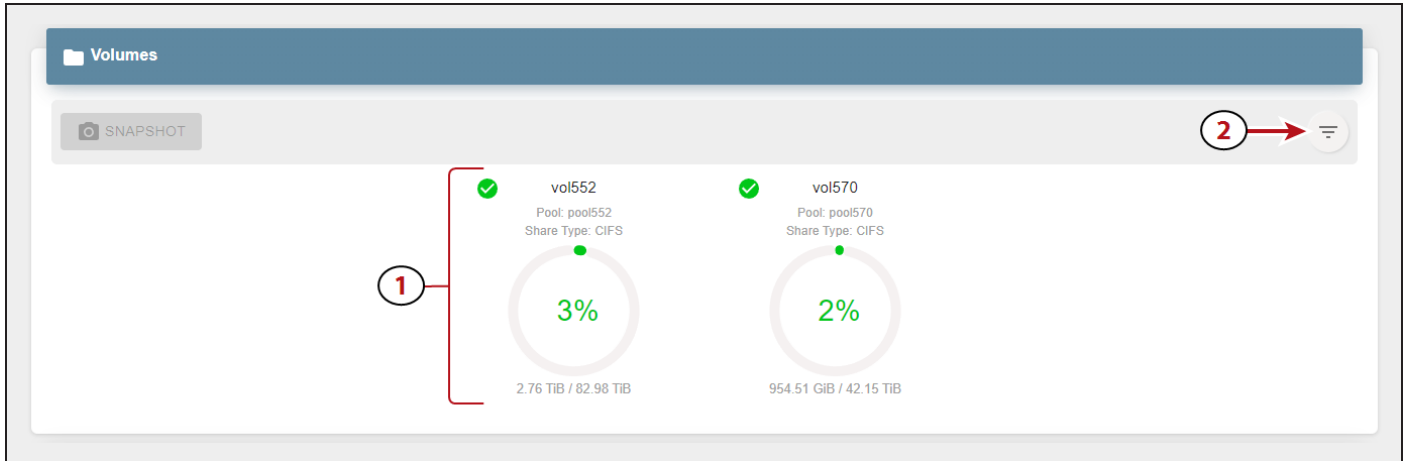 Volumes
SNAPSHOT
2
vol552
vol570
Pool: pool552
Pool: pool570
Share Type: CIFS
Share Type: CIFS
1
3%
2%
2.76 TiB / 82.98 TiB
954.51 GiB / 42.15 TiB